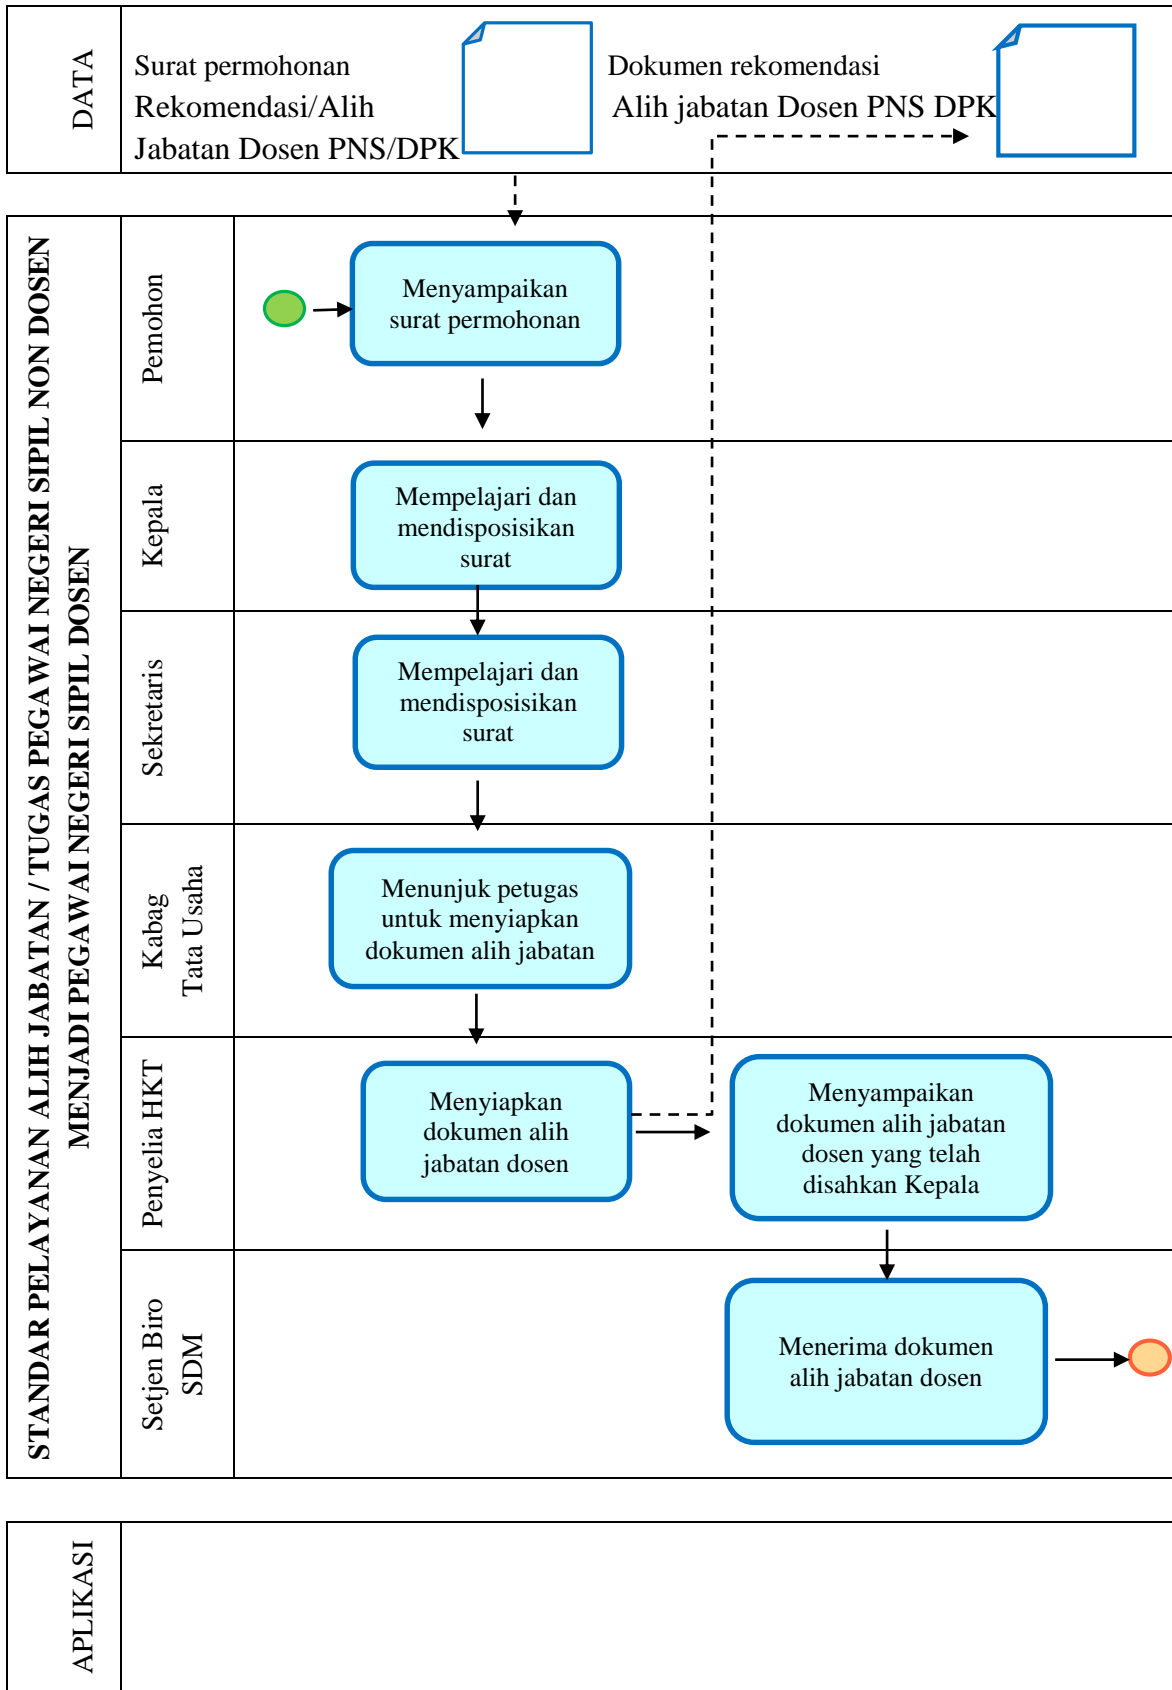 DATA
Surat permohonan
Rekomendasi/Alih
Jabatan Dosen PNS/DPK
Dokumen rekomendasi
Alih jabatan Dosen PNS DPK
STANDAR PELAYANAN ALIH JABATAN / TUGAS PEGAWAI NEGERI SIPIL NON DOSEN
MENJADI PEGAWAI NEGERI SIPIL DOSEN
Pemohon
Menyampaikan
surat permohonan
Kepala
Mempelajari dan
mendisposisikan
surat
Sekretaris
Mempelajari dan
mendisposisikan
surat
Kabag
Tata Usaha
Menunjuk petugas
untuk menyiapkan
dokumen alih jabatan
Penyelia HKT
Menyiapkan
dokumen alih
jabatan dosen
Menyampaikan
dokumen alih jabatan
dosen yang telah
disahkan Kepala
Setjen Biro
SDM
Menerima dokumen
alih jabatan dosen
APLIKASI